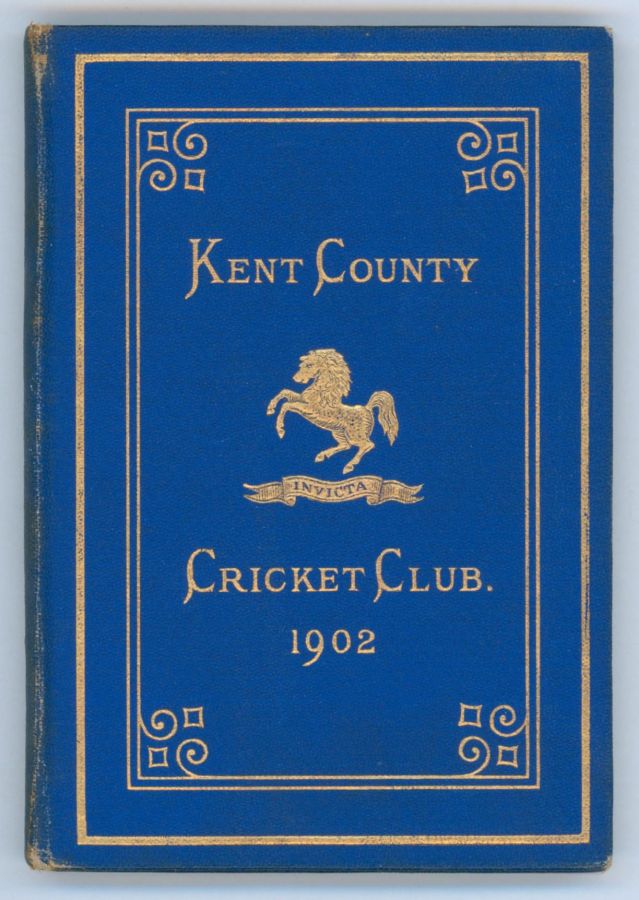 KENT COUNTY
INVICTA
CRICKET CLUB.
1902